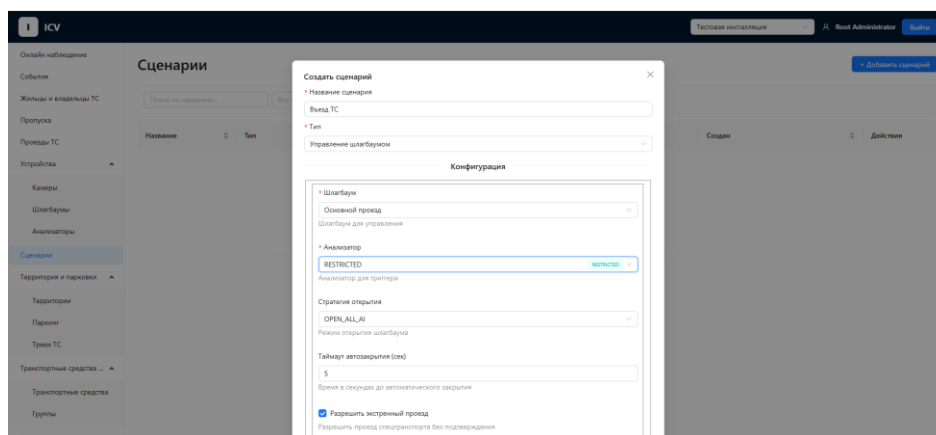 I ICV
Тестовая инсталляция
Root Administrator
Выйти
Онлайн наблюдение
События
Жильцы и владельцы ТС
Пропуска
Проезды ТС
Устройства
Камеры
Шлагбаумы
Анализаторы
Сценарии
Территория и парковки
Территории
Паркинг
Треки ТС
Транспортные средства ...
Транспортные средства
Группы
Сценарии
+ Добавить сценарий
Поиск по названию...
Все
Название
Тип
Создан
Действия
Создать сценарий
* Название сценария
Въезд ТС
* Тип
Управление шлагбаумом
Конфигурация
* Шлагбаум
Основной проезд
Шлагбаум для управления
* Анализатор
RESTRICTED
RESTRICTED
Анализатор для триггера
Стратегия открытия
OPEN_ALL_AI
Режим открытия шлагбаума
Таймаут автозакрытия (сек)
5
Время в секундах до автоматического закрытия
Разрешить экстренный проезд
Разрешить проезд спецтранспорта без подтверждения